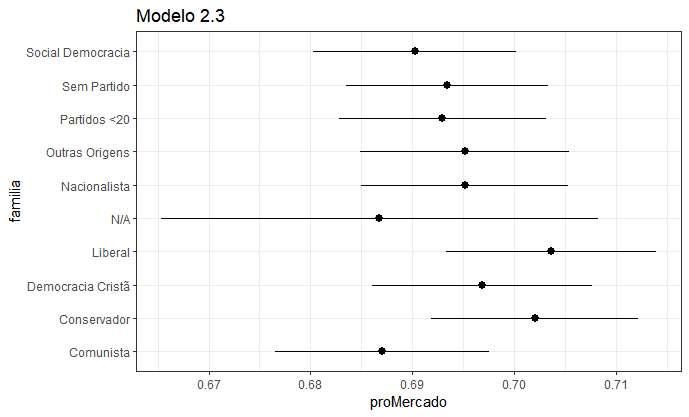 Modelo 2.3
familia
Social Democracia
Sem Partido
Partidos <20
Outras Origens
Nacionalista
N/A
Liberal
Democracia Cristã
Conservador
Comunista
0.67 0.68 0.69 0.70 0.71
proMercado